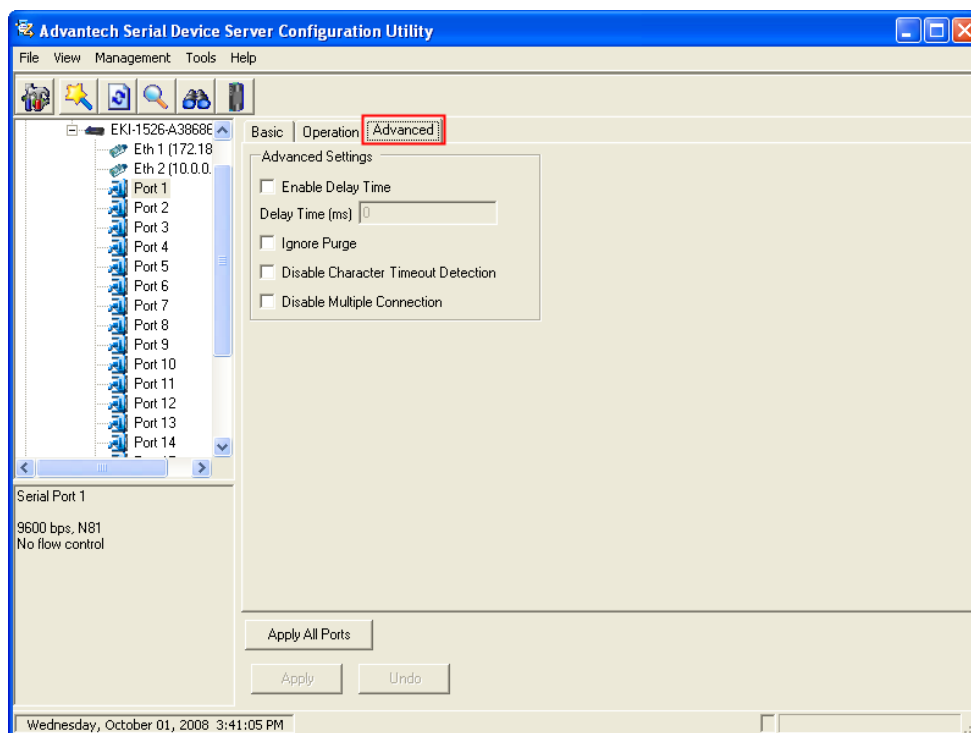 Advantech Serial Device Server Configuration Utility
File View Management Tools Help
EKI-1526-A3868E
Eth 1 (172.18
Eth 2 (10.0.0.
Port 1
Port 2
Port 3
Port 4
Port 5
Port 6
Port 7
Port 8
Port 9
Port 10
Port 11
Port 12
Port 13
Port 14
Serial Port 1
9600 bps, N81
No flow control
Basic Operation Advanced
Advanced Settings
Enable Delay Time
Delay Time (ms) 0
Ignore Purge
Disable Character Timeout Detection
Disable Multiple Connection
Apply All Ports
Apply Undo
Wednesday, October 01, 2008 3:41:05 PM